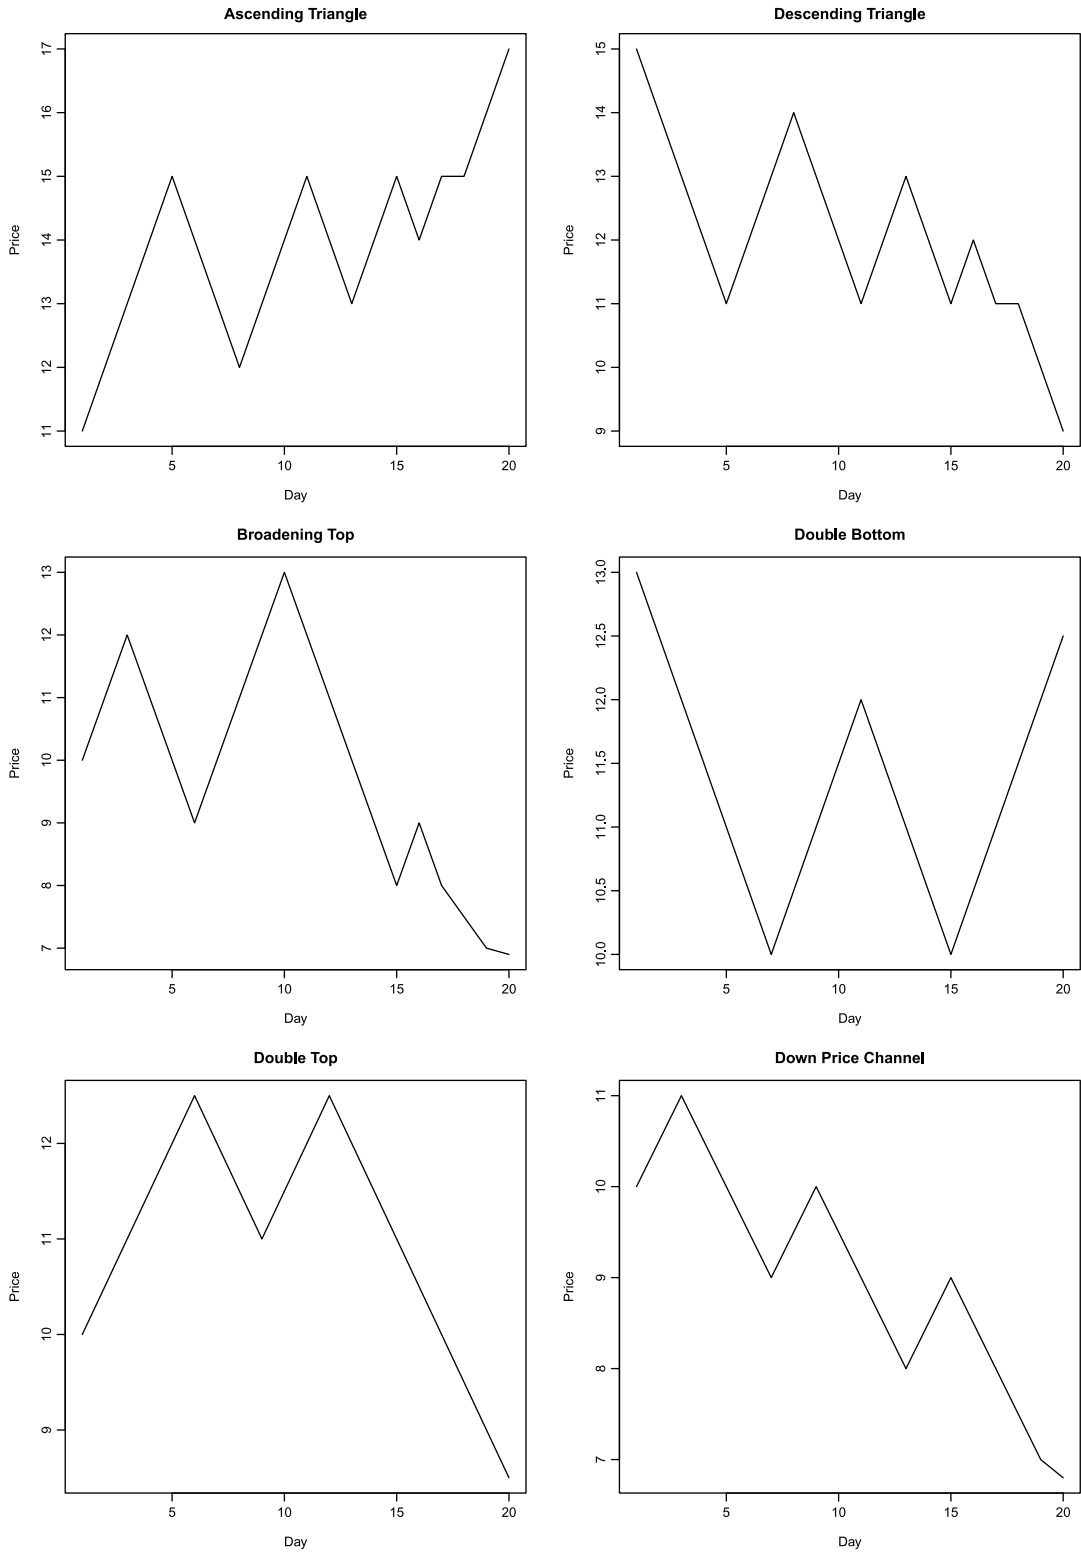 Ascending Triangle
Price
17
16
15
14
13
12
11
5 10 15 20
Day
Descending Triangle
Price
15
14
13
12
11
10
9
5 10 15 20
Day
Broadening Top
Price
13
12
11
10
9
8
7
5 10 15 20
Day
Double Bottom
Price
13.0
12.5
12.0
11.5
11.0
10.5
10.0
5 10 15 20
Day
Double Top
Price
12
11
10
9
5 10 15 20
Day
Down Price Channel
Price
11
10
9
8
7
5 10 15 20
Day